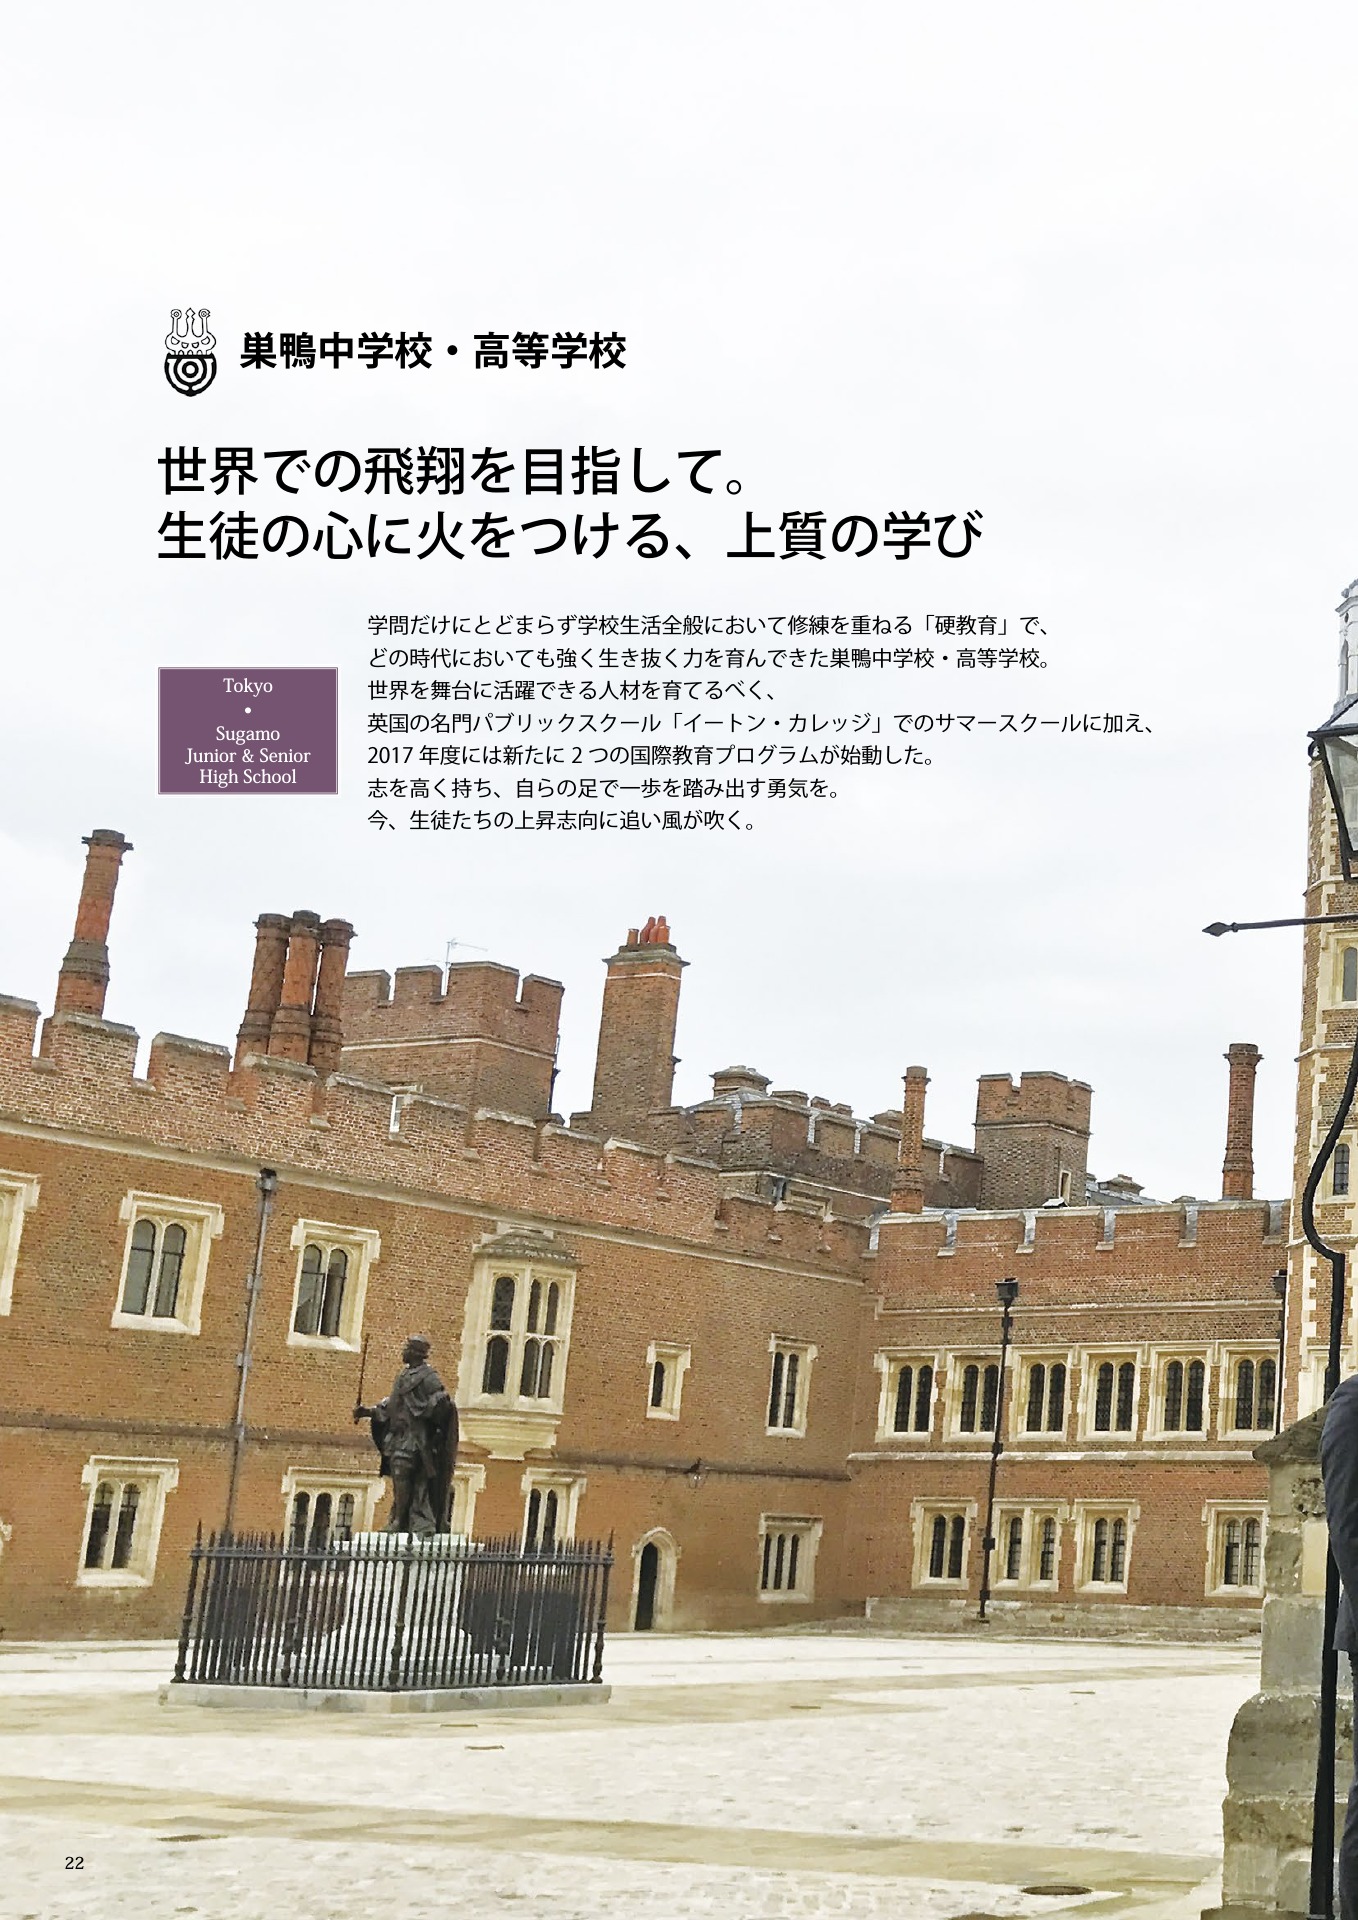 巣鴨中学校・高等学校
世界での飛翔を目指して。
生徒の心に火をつける、上質の学び
学問だけにとどまらず学校生活全般において修練を重ねる「硬教育」で、
どの時代においても強く生き抜く力を育んできた巣鴨中学校・高等学校。
世界を舞台に活躍できる人材を育てるべく、
英国の名門パブリックスクール「イートン・カレッジ」でのサマースクールに加え、
2017 年度には新たに 2 つの国際教育プログラムが始動した。
志を高く持ち、自らの足で一歩を踏み出す勇気を。
今、生徒たちの上昇志向に追い風が吹く。
Tokyo
•
Sugamo
Junior & Senior
High School
22